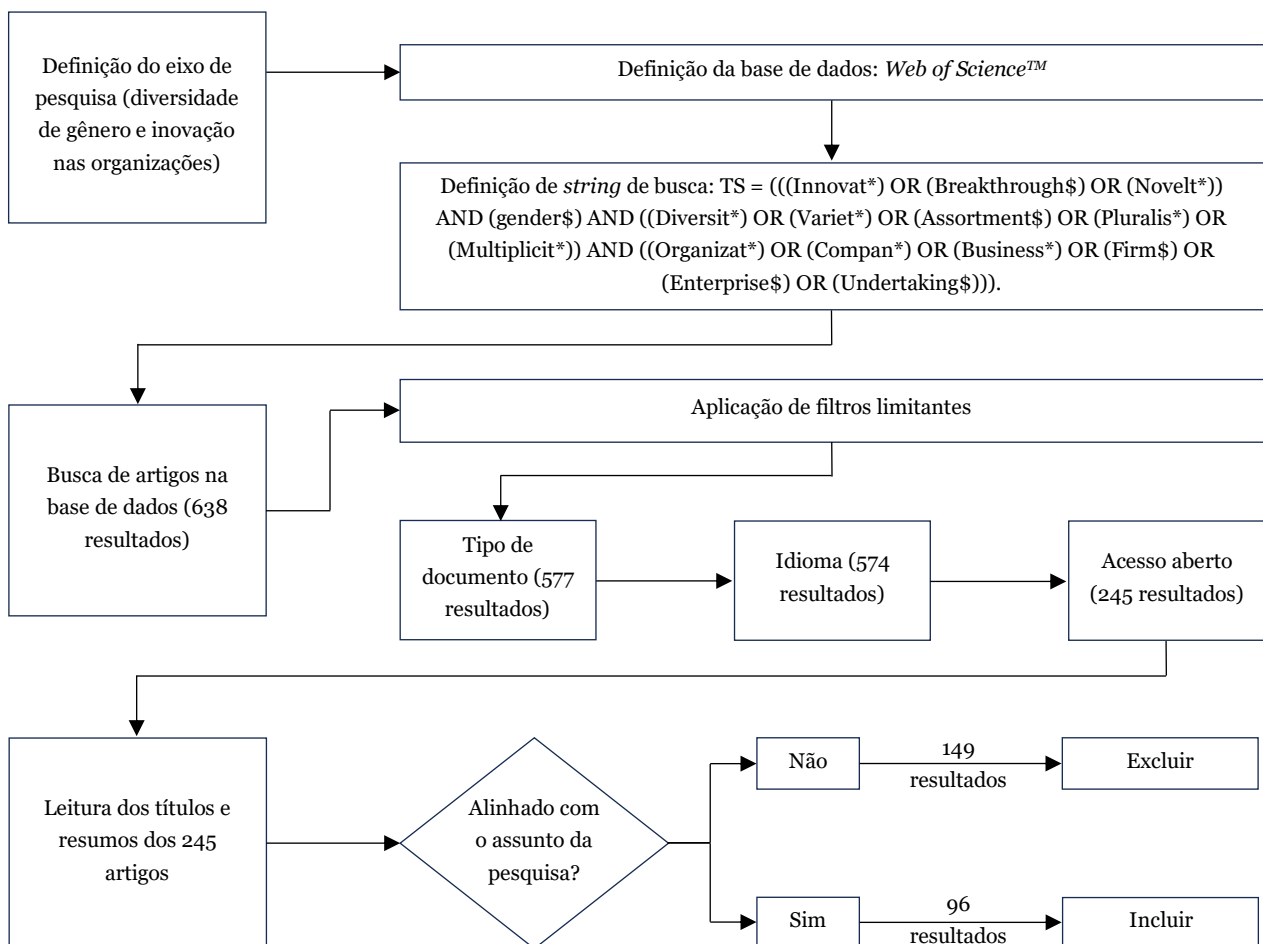 Definição do eixo de
pesquisa (diversidade
de gênero e inovação
nas organizações)
Definição da base de dados: Web of Science™
Definição de string de busca: TS = (((Innovat*) OR (Breakthrough$) OR (Novelt*))
AND (gender$) AND ((Diversit*) OR (Variet*) OR (Assortment$) OR (Pluralis*) OR
(Multiplicit*)) AND ((Organizat*) OR (Compan*) OR (Business*) OR (Firm$) OR
(Enterprise$) OR (Undertaking$))).
Busca de artigos na
base de dados (638
resultados)
Aplicação de filtros limitantes
Tipo de
documento (577
resultados)
Idioma (574
resultados)
Acesso aberto
(245 resultados)
Leitura dos títulos e
resumos dos 245
artigos
Alinhado com
o assunto da
pesquisa?
Não
149
resultados
Excluir
Sim
96
resultados
Incluir